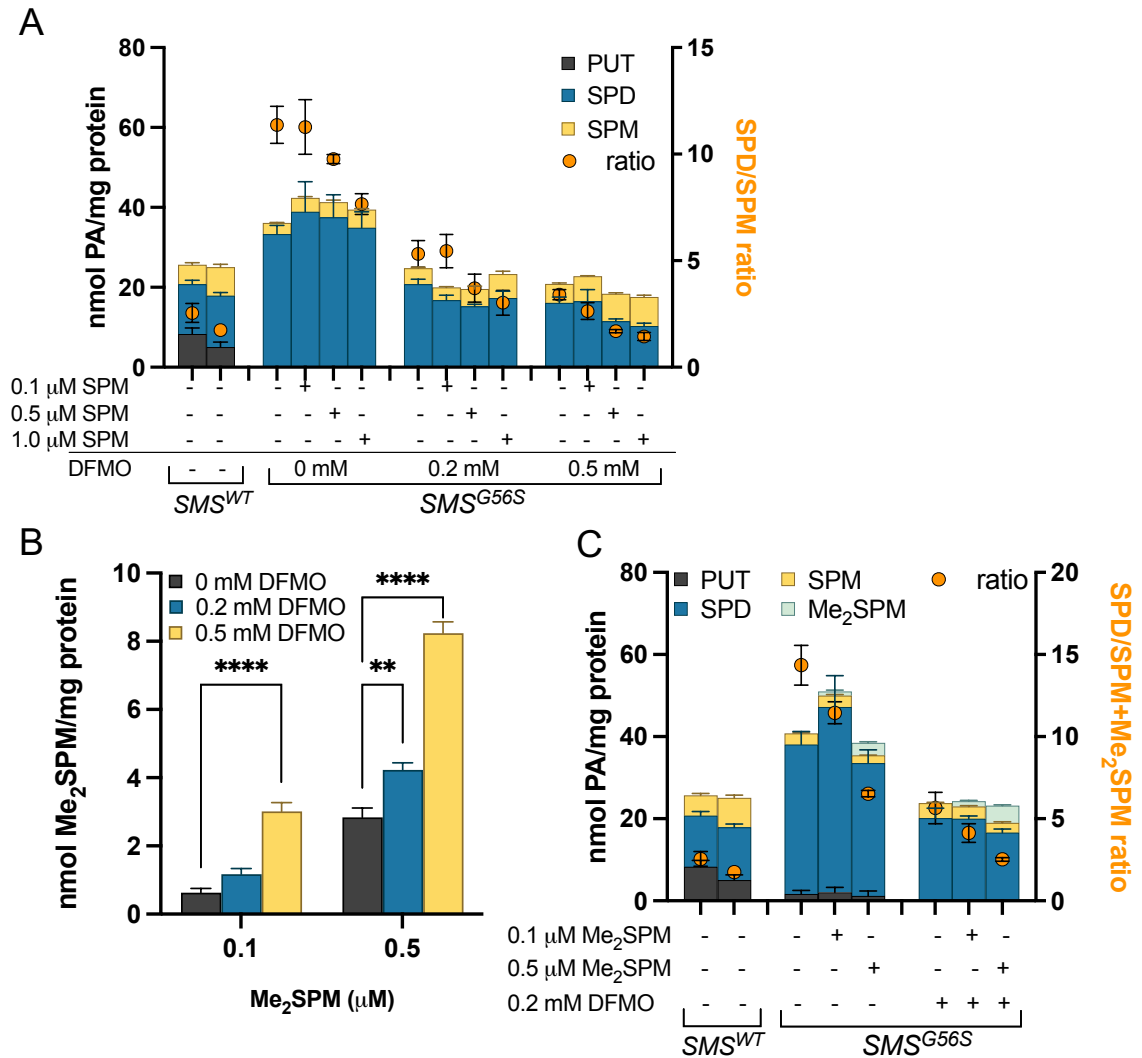 A
80
60
40
20
0
nmol PA/mg protein
PUT
SPD
SPM
ratio
15
10
5
0
SPD/SPM ratio
0.1 μM SPM - - - + - - - + - - - + - -
0.5 μM SPM - - - - + - - - + - - - + -
1.0 μM SPM - - - - - + - - - + - - - +
DFMO - - 0 mM 0.2 mM 0.5 mM
SMS^WT SMS^G56S
B
10
8
6
4
2
0
nmol Me₂SPM/mg protein
0 mM DFMO
0.2 mM DFMO
0.5 mM DFMO
****
****
**
0.1 0.5
Me₂SPM (μM)
C
80
60
40
20
0
nmol PA/mg protein
PUT SPM ratio
SPD Me₂SPM
20
15
10
5
0
SPD/SPM+Me₂SPM ratio
0.1 μM Me₂SPM - - - + - - + -
0.5 μM Me₂SPM - - - - + - - +
0.2 mM DFMO - - - - - + + +
SMS^WT SMS^G56S